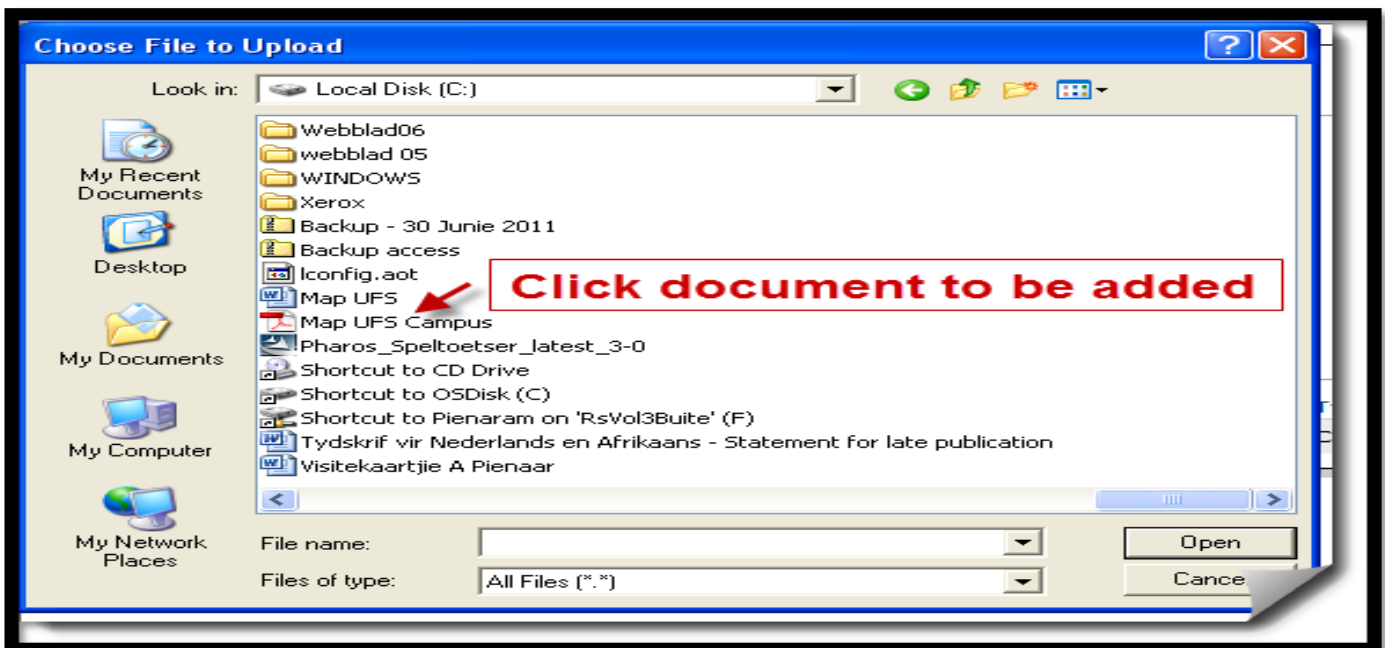 Choose File to Upload
Look in:
Local Disk (C:)
My Recent
Documents
Desktop
My Documents
My Computer
My Network
Places
Webblad06
webblad 05
WINDOWS
Xerox
Backup - 30 Junie 2011
Backup access
lconfig.aot
Map UFS
Map UFS Campus
Pharos_Speltoetser_latest_3-0
Shortcut to CD Drive
Shortcut to OSDisk (C)
Shortcut to Pienaram on 'RsVol3Buite' (F)
Tydskrif vir Nederlands en Afrikaans - Statement for late publication
Visitekaartjie A Pienaar
Click document to be added
File name:
Open
Files of type:
All Files (*.*)
Cance